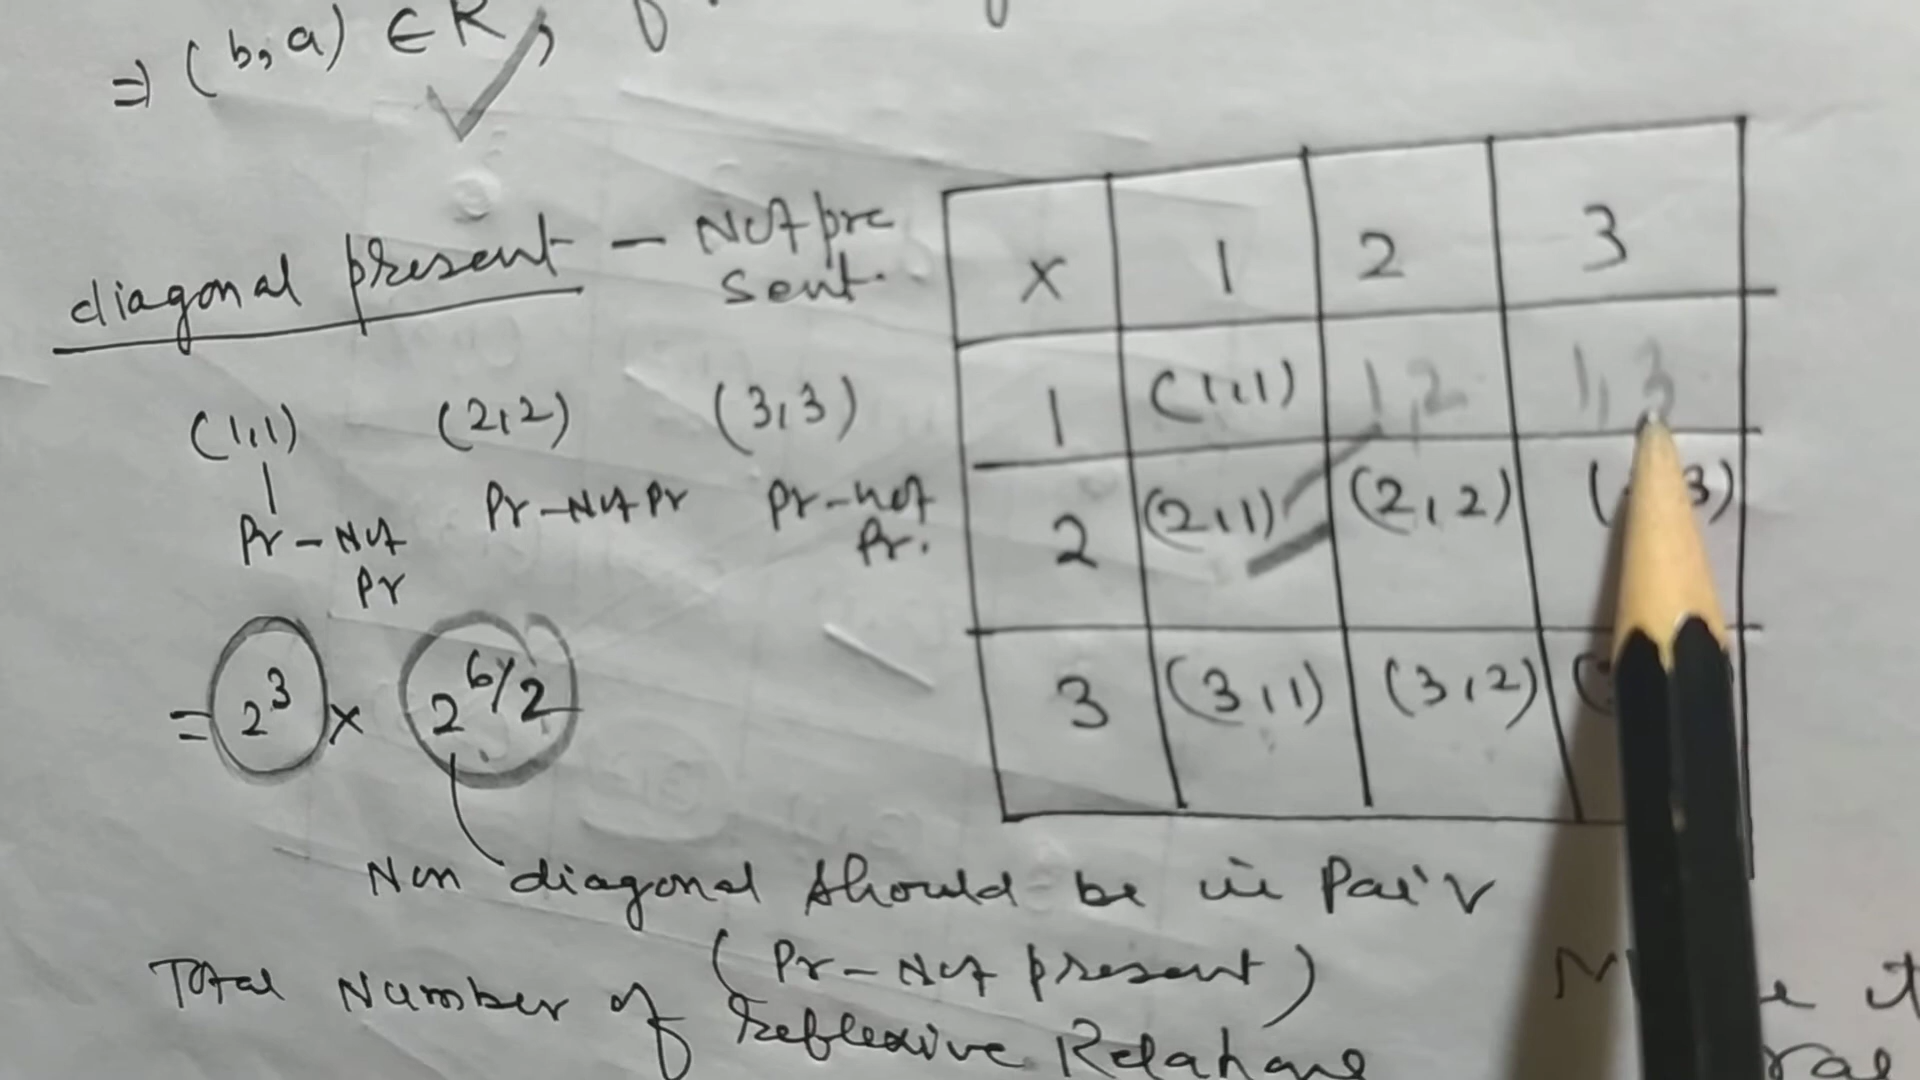 ⇒ (b, a) ∈ R,
diagonal present — Not pre
sent.
(1,1) (2,2) (3,3)
Pr – Not Pr
Pr – Not Pr
Pr – not Pr.
= 2^3 × 2^6/2
Non diagonal should be in Pair
(Pr – Not present)
Total Number of Reflexive Relations
x 1 2 3
1 (1,1) 1,2 1,3
2 (2,1) (2,2) ( 3)
3 (3,1) (3,2) (